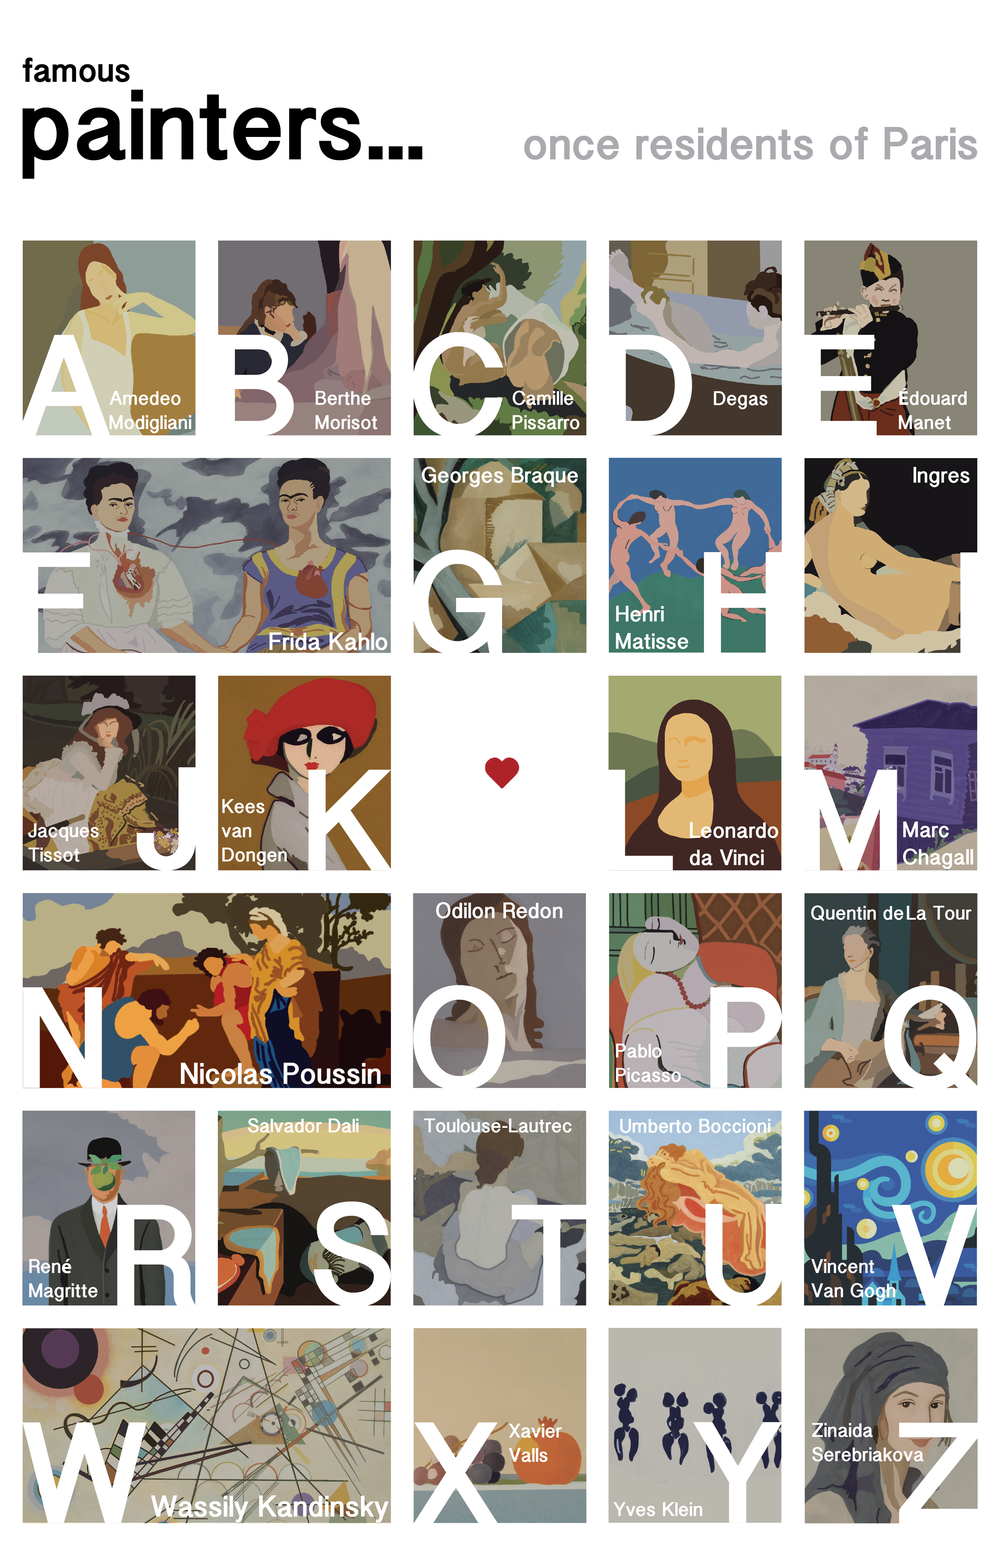 famous
painters...
once residents of Paris
A
Amedeo
Modigliani
B
Berthe
Morisot
C
Camille
Pissarro
D
Degas
E
Édouard
Manet
F
Frida Kahlo
Georges Braque
G
Henri
Matisse
H
Ingres
I
Jacques
Tissot
J
Kees
van
Dongen
K
L
Leonardo
da Vinci
M
Marc
Chagall
N
Nicolas Poussin
Odilon Redon
O
Pablo
Picasso
P
Quentin de La Tour
Q
René
Magritte
R
Salvador Dali
S
Toulouse-Lautrec
T
Umberto Boccioni
U
Vincent
Van Gogh
V
W
Wassily Kandinsky
X
Xavier
Valls
Yves Klein
Y
Zinaida
Serebriakova
Z